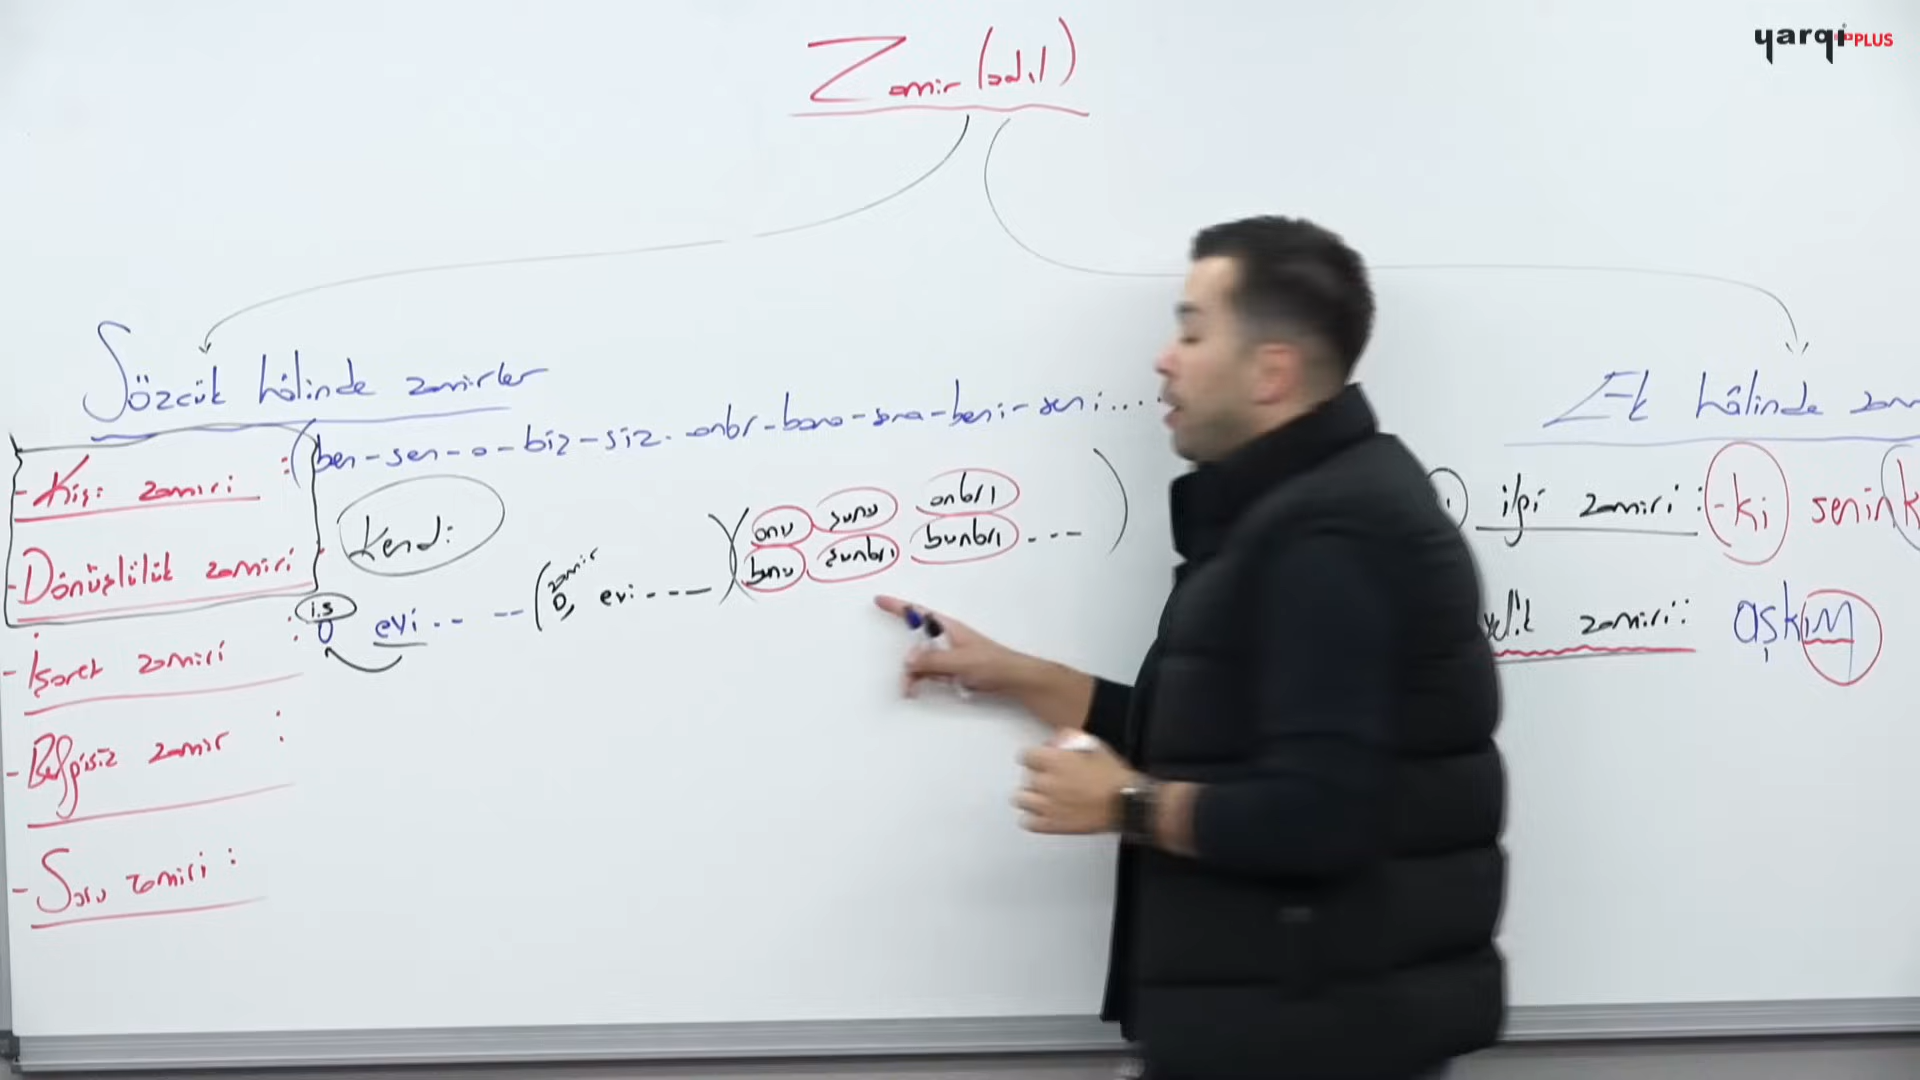 yarqı PLUS
Zamir (adıl)
Sözcük hâlinde zamirler
- Kişi zamiri : (ben - sen - o - biz - siz - onlar - bana - sana - beni - seni....
- Dönüşlülük zamiri : Kendi
i.s
- İşaret zamiri : O evi.. -- (O, zamir evi - - - -)
(onu şunu onları
bunu şunları bunları - - - )
- Belgisiz zamir :
- Soru zamiri :
Ek hâlinde
ilgi zamiri : -ki senin
zamiri : aşkım